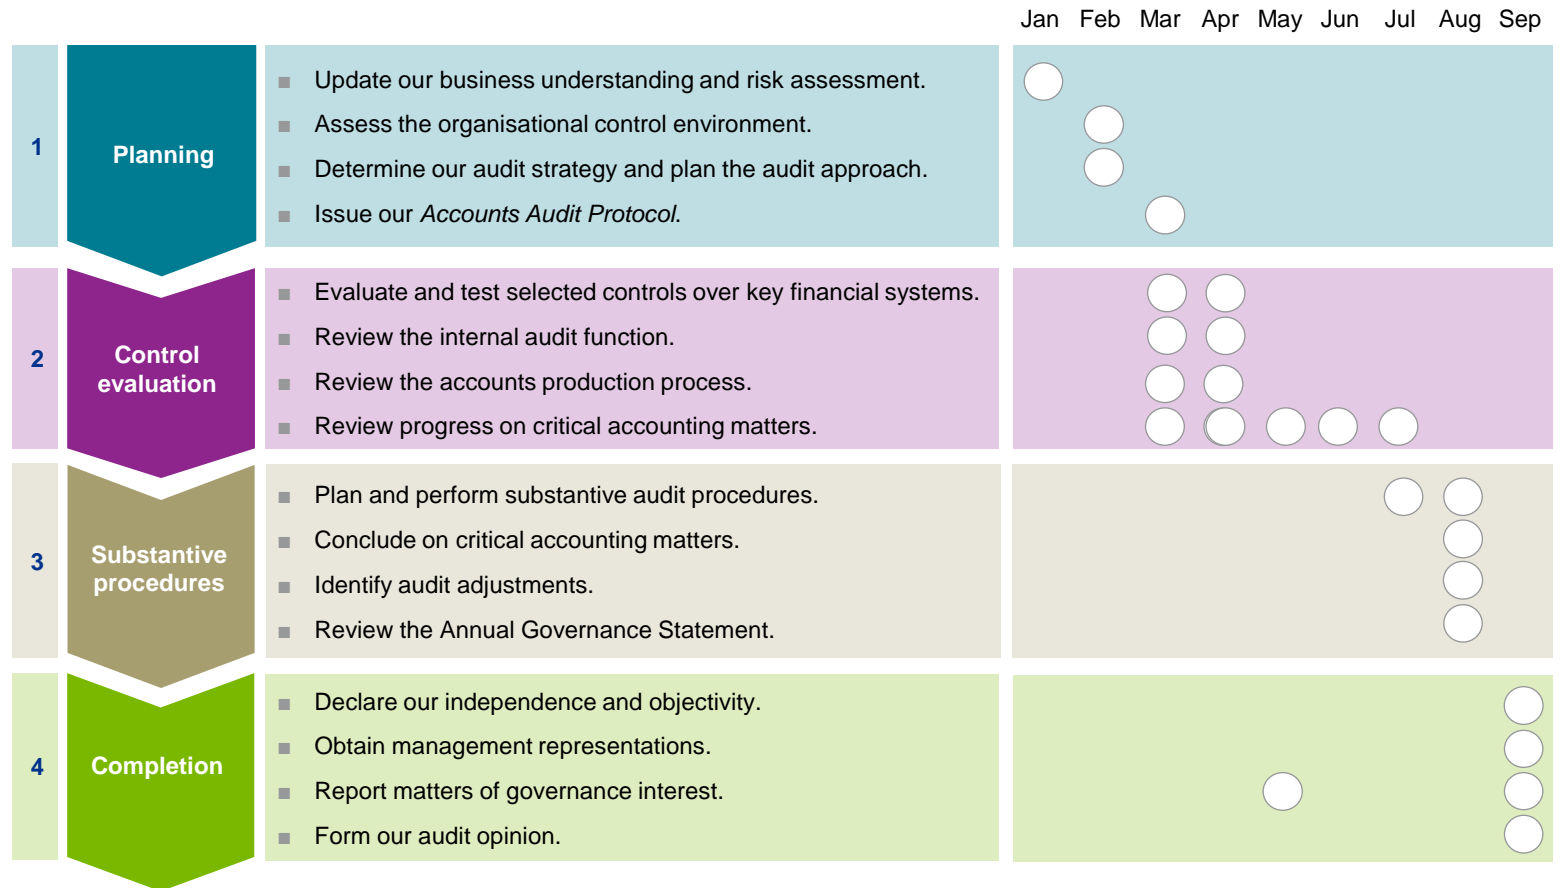 Jan Feb Mar Apr May Jun Jul Aug Sep
1
Planning
■ Update our business understanding and risk assessment.
■ Assess the organisational control environment.
■ Determine our audit strategy and plan the audit approach.
■ Issue our Accounts Audit Protocol.
2
Control
evaluation
■ Evaluate and test selected controls over key financial systems.
■ Review the internal audit function.
■ Review the accounts production process.
■ Review progress on critical accounting matters.
3
Substantive
procedures
■ Plan and perform substantive audit procedures.
■ Conclude on critical accounting matters.
■ Identify audit adjustments.
■ Review the Annual Governance Statement.
4
Completion
■ Declare our independence and objectivity.
■ Obtain management representations.
■ Report matters of governance interest.
■ Form our audit opinion.